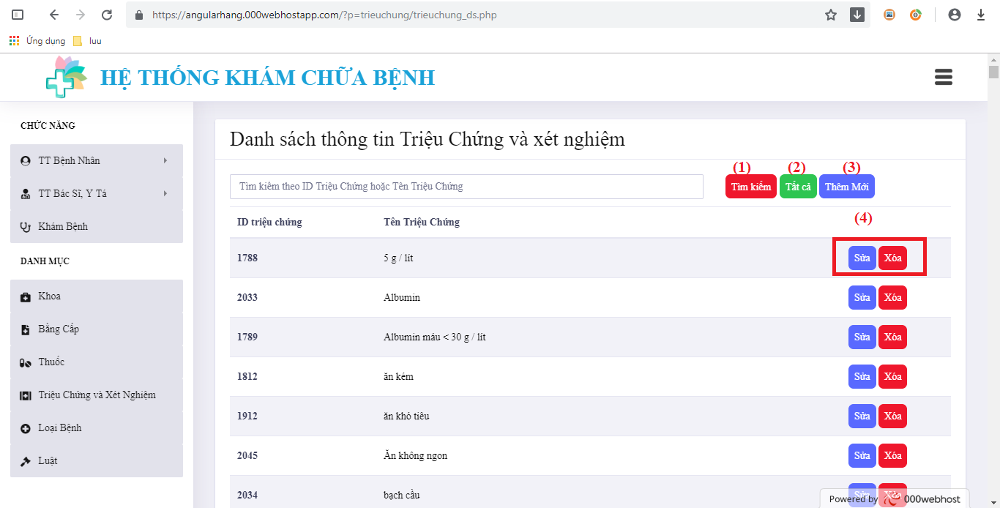 https://angularhang.000webhostapp.com/?p=trieuchung/trieuchung_ds.php
Ứng dụng luu
HỆ THỐNG KHÁM CHỮA BỆNH
CHỨC NĂNG
TT Bệnh Nhân
TT Bác Sĩ, Y Tá
Khám Bệnh
DANH MỤC
Khoa
Bằng Cấp
Thuốc
Triệu Chứng và Xét Nghiệm
Loại Bệnh
Luật
Danh sách thông tin Triệu Chứng và xét nghiệm
(1) (2) (3)
Tìm kiếm theo ID Triệu Chứng hoặc Tên Triệu Chứng Tìm kiếm Tất cả Thêm Mới
(4)
ID triệu chứng Tên Triệu Chứng
1788 5 g / lít Sửa Xóa
2033 Albumin Sửa Xóa
1789 Albumin máu < 30 g / lít Sửa Xóa
1812 ăn kém Sửa Xóa
1912 ăn khó tiêu Sửa Xóa
2045 Ăn không ngon Sửa Xóa
2034 bạch cầu Sửa Xóa
Powered by 000webhost